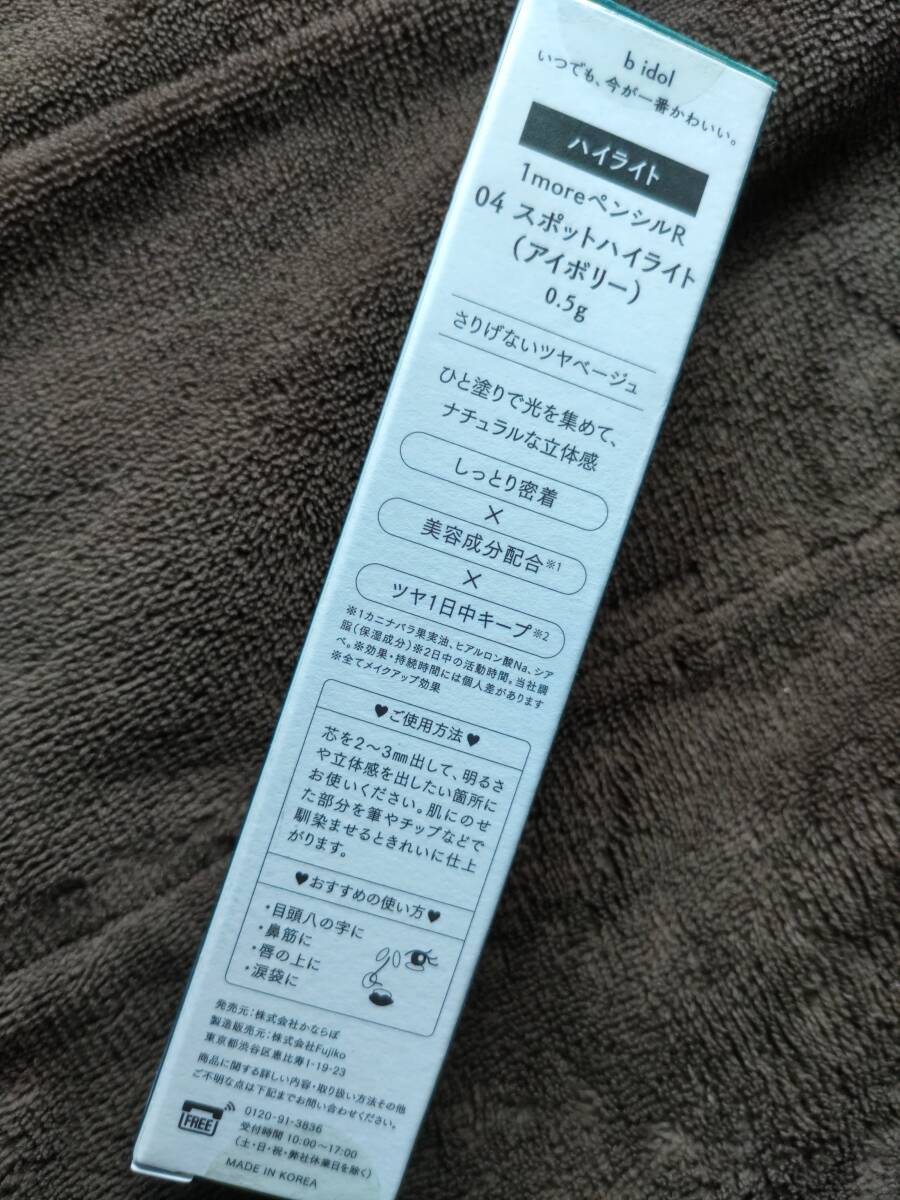 b idol
いつでも、今が一番かわいい。
ハイライト
1moreペンシルR
04 スポットハイライト
(アイボリー)
0.5g
さりげないツヤベージュ
ひと塗りで光を集めて、
ナチュラルな立体感
しっとり密着
×
美容成分配合※1
×
ツヤ1日中キープ※2
※1カニナバラ果実油、ヒアルロン酸Na、シア
脂(保湿成分)※2日中の活動時間。当社調
べ。※効果・持続時間には個人差があります
※全てメイクアップ効果
♥ご使用方法♥
芯を2〜3㎜出して、明るさ
や立体感を出したい箇所に
お使いください。肌にのせ
た部分を筆やチップなどで
馴染ませるときれいに仕上
がります。
♥おすすめの使い方♥
・目頭八の字に
・鼻筋に
・唇の上に
・涙袋に
発売元:株式会社かならぼ
製造販売元:株式会社Fujiko
東京都渋谷区恵比寿1-19-23
商品に関する詳しい内容・取り扱い方法その他
ご不明な点は下記までお問い合わせください。
FREE
0120-91-3836
受付時間 10:00〜17:00
(土・日・祝・弊社休業日を除く)
MADE IN KOREA